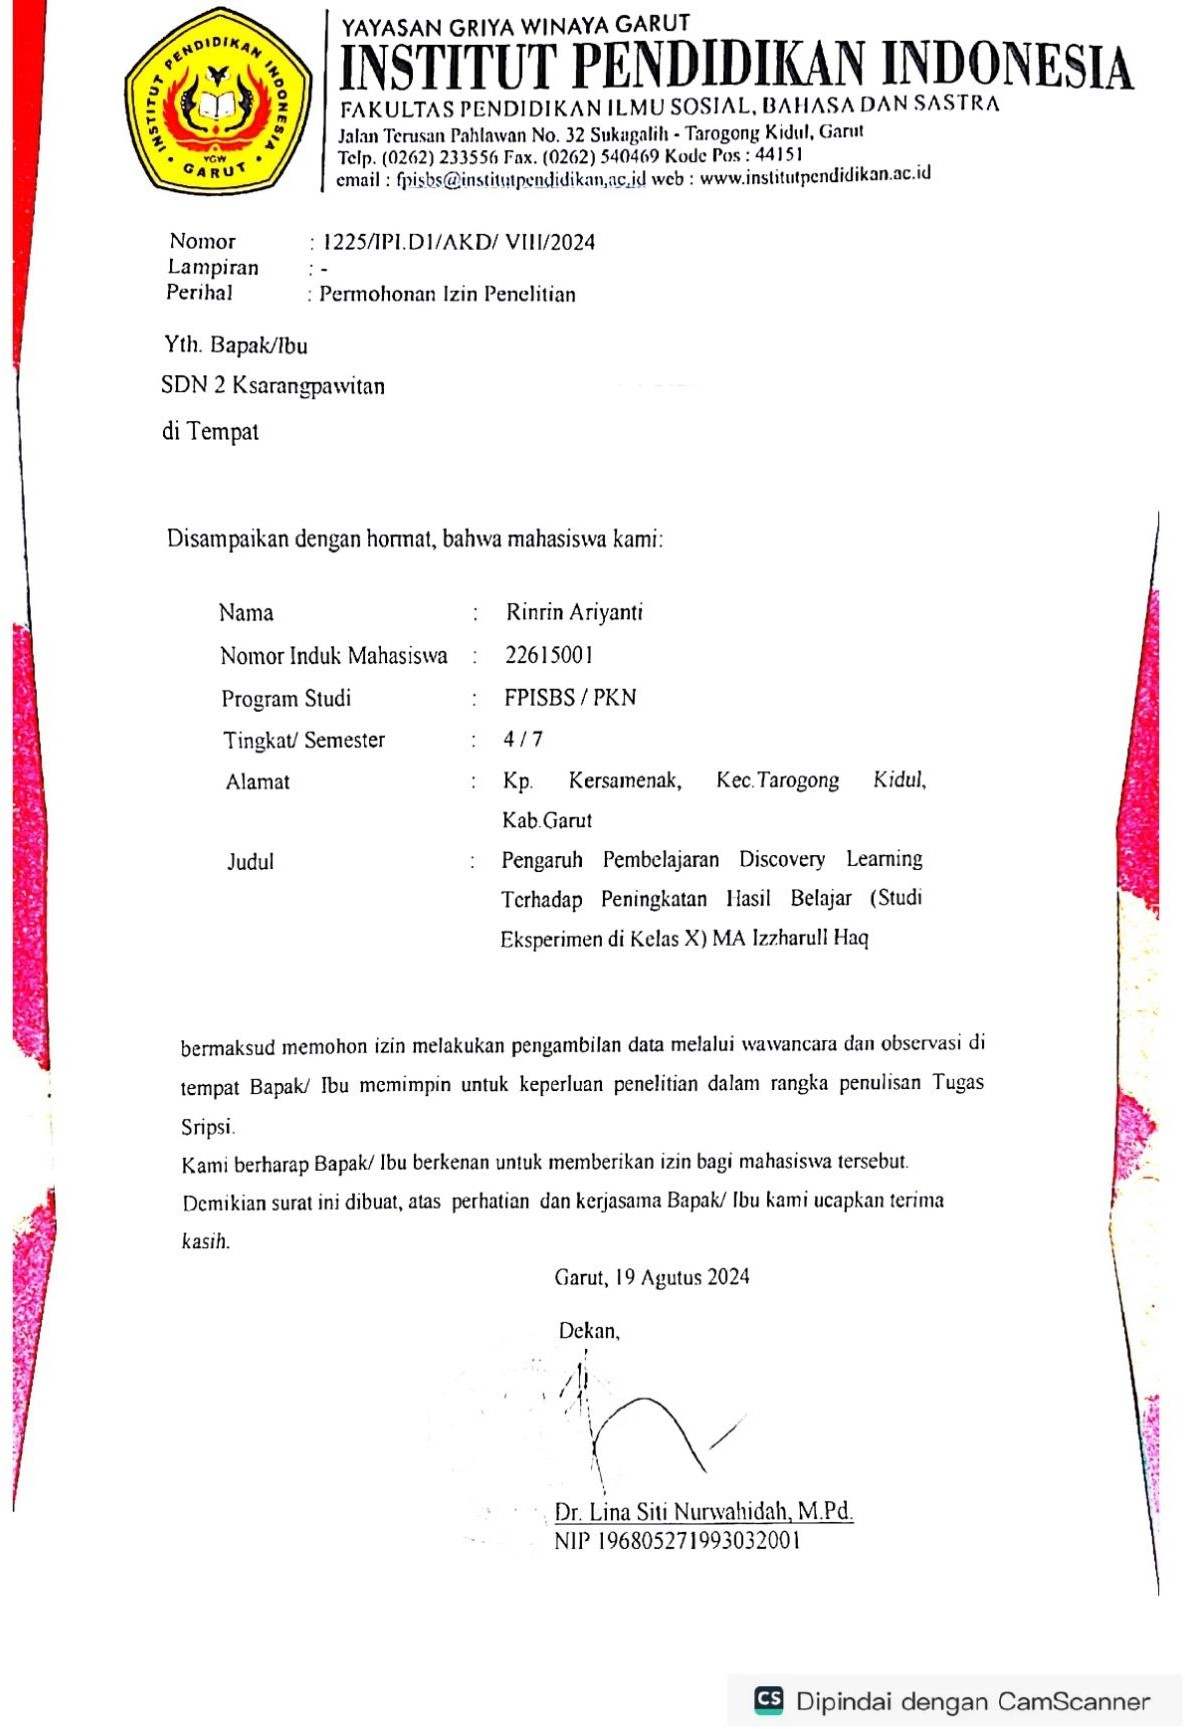 INSTITUT PENDIDIKAN INDONESIA
YGW
GARUT
YAYASAN GRIYA WINAYA GARUT
INSTITUT PENDIDIKAN INDONESIA
FAKULTAS PENDIDIKAN ILMU SOSIAL, BAHASA DAN SASTRA
Jalan Terusan Pahlawan No. 32 Sukagalih - Tarogong Kidul, Garut
Telp. (0262) 233556 Fax. (0262) 540469 Kode Pos : 44151
email : fpisbs@institutpendidikan,ac,id web : www.institutpendidikan.ac.id
Nomor : 1225/IPI.D1/AKD/ VIII/2024
Lampiran : -
Perihal : Permohonan Izin Penelitian
Yth. Bapak/Ibu
SDN 2 Ksarangpawitan
di Tempat
Disampaikan dengan hormat, bahwa mahasiswa kami:
Nama : Rinrin Ariyanti
Nomor Induk Mahasiswa : 22615001
Program Studi : FPISBS / PKN
Tingkat/ Semester : 4 / 7
Alamat : Kp. Kersamenak, Kec.Tarogong Kidul,
Kab.Garut
Judul : Pengaruh Pembelajaran Discovery Learning
Terhadap Peningkatan Hasil Belajar (Studi
Eksperimen di Kelas X) MA Izzharull Haq
bermaksud memohon izin melakukan pengambilan data melalui wawancara dan observasi di
tempat Bapak/ Ibu memimpin untuk keperluan penelitian dalam rangka penulisan Tugas
Sripsi.
Kami berharap Bapak/ Ibu berkenan untuk memberikan izin bagi mahasiswa tersebut.
Demikian surat ini dibuat, atas perhatian dan kerjasama Bapak/ Ibu kami ucapkan terima
kasih.
Garut, 19 Agutus 2024
Dekan,
Dr. Lina Siti Nurwahidah, M.Pd.
NIP 196805271993032001
CS Dipindai dengan CamScanner